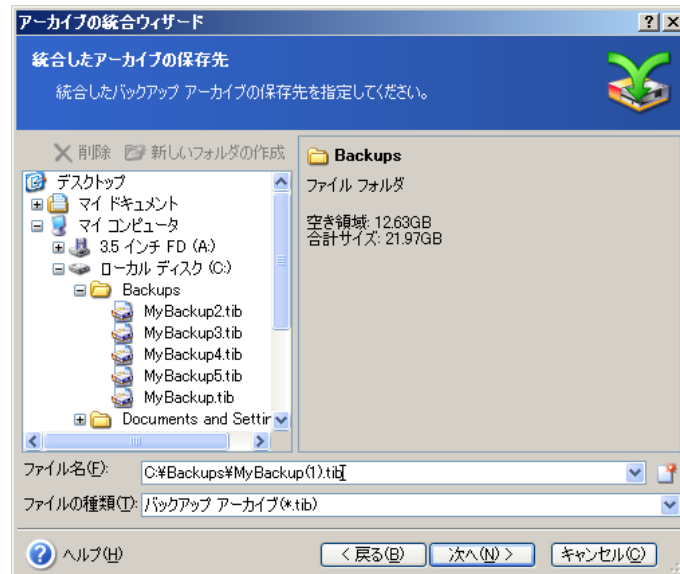 アーカイブの統合ウィザード
統合したアーカイブの保存先
統合したバックアップ アーカイブの保存先を指定してください。
削除 新しいフォルダの作成
デスクトップ
マイ ドキュメント
マイ コンピュータ
3.5 インチ FD (A:)
ローカル ディスク (C:)
Backups
MyBackup2.tib
MyBackup3.tib
MyBackup4.tib
MyBackup5.tib
MyBackup.tib
Documents and Settir
Backups
ファイル フォルダ
空き領域: 12.63GB
合計サイズ: 21.97GB
ファイル名(F): C:¥Backups¥MyBackup(1).tib
ファイルの種類(T): バックアップ アーカイブ(*.tib)
ヘルプ(H) < 戻る(B) 次へ(N) > キャンセル(C)